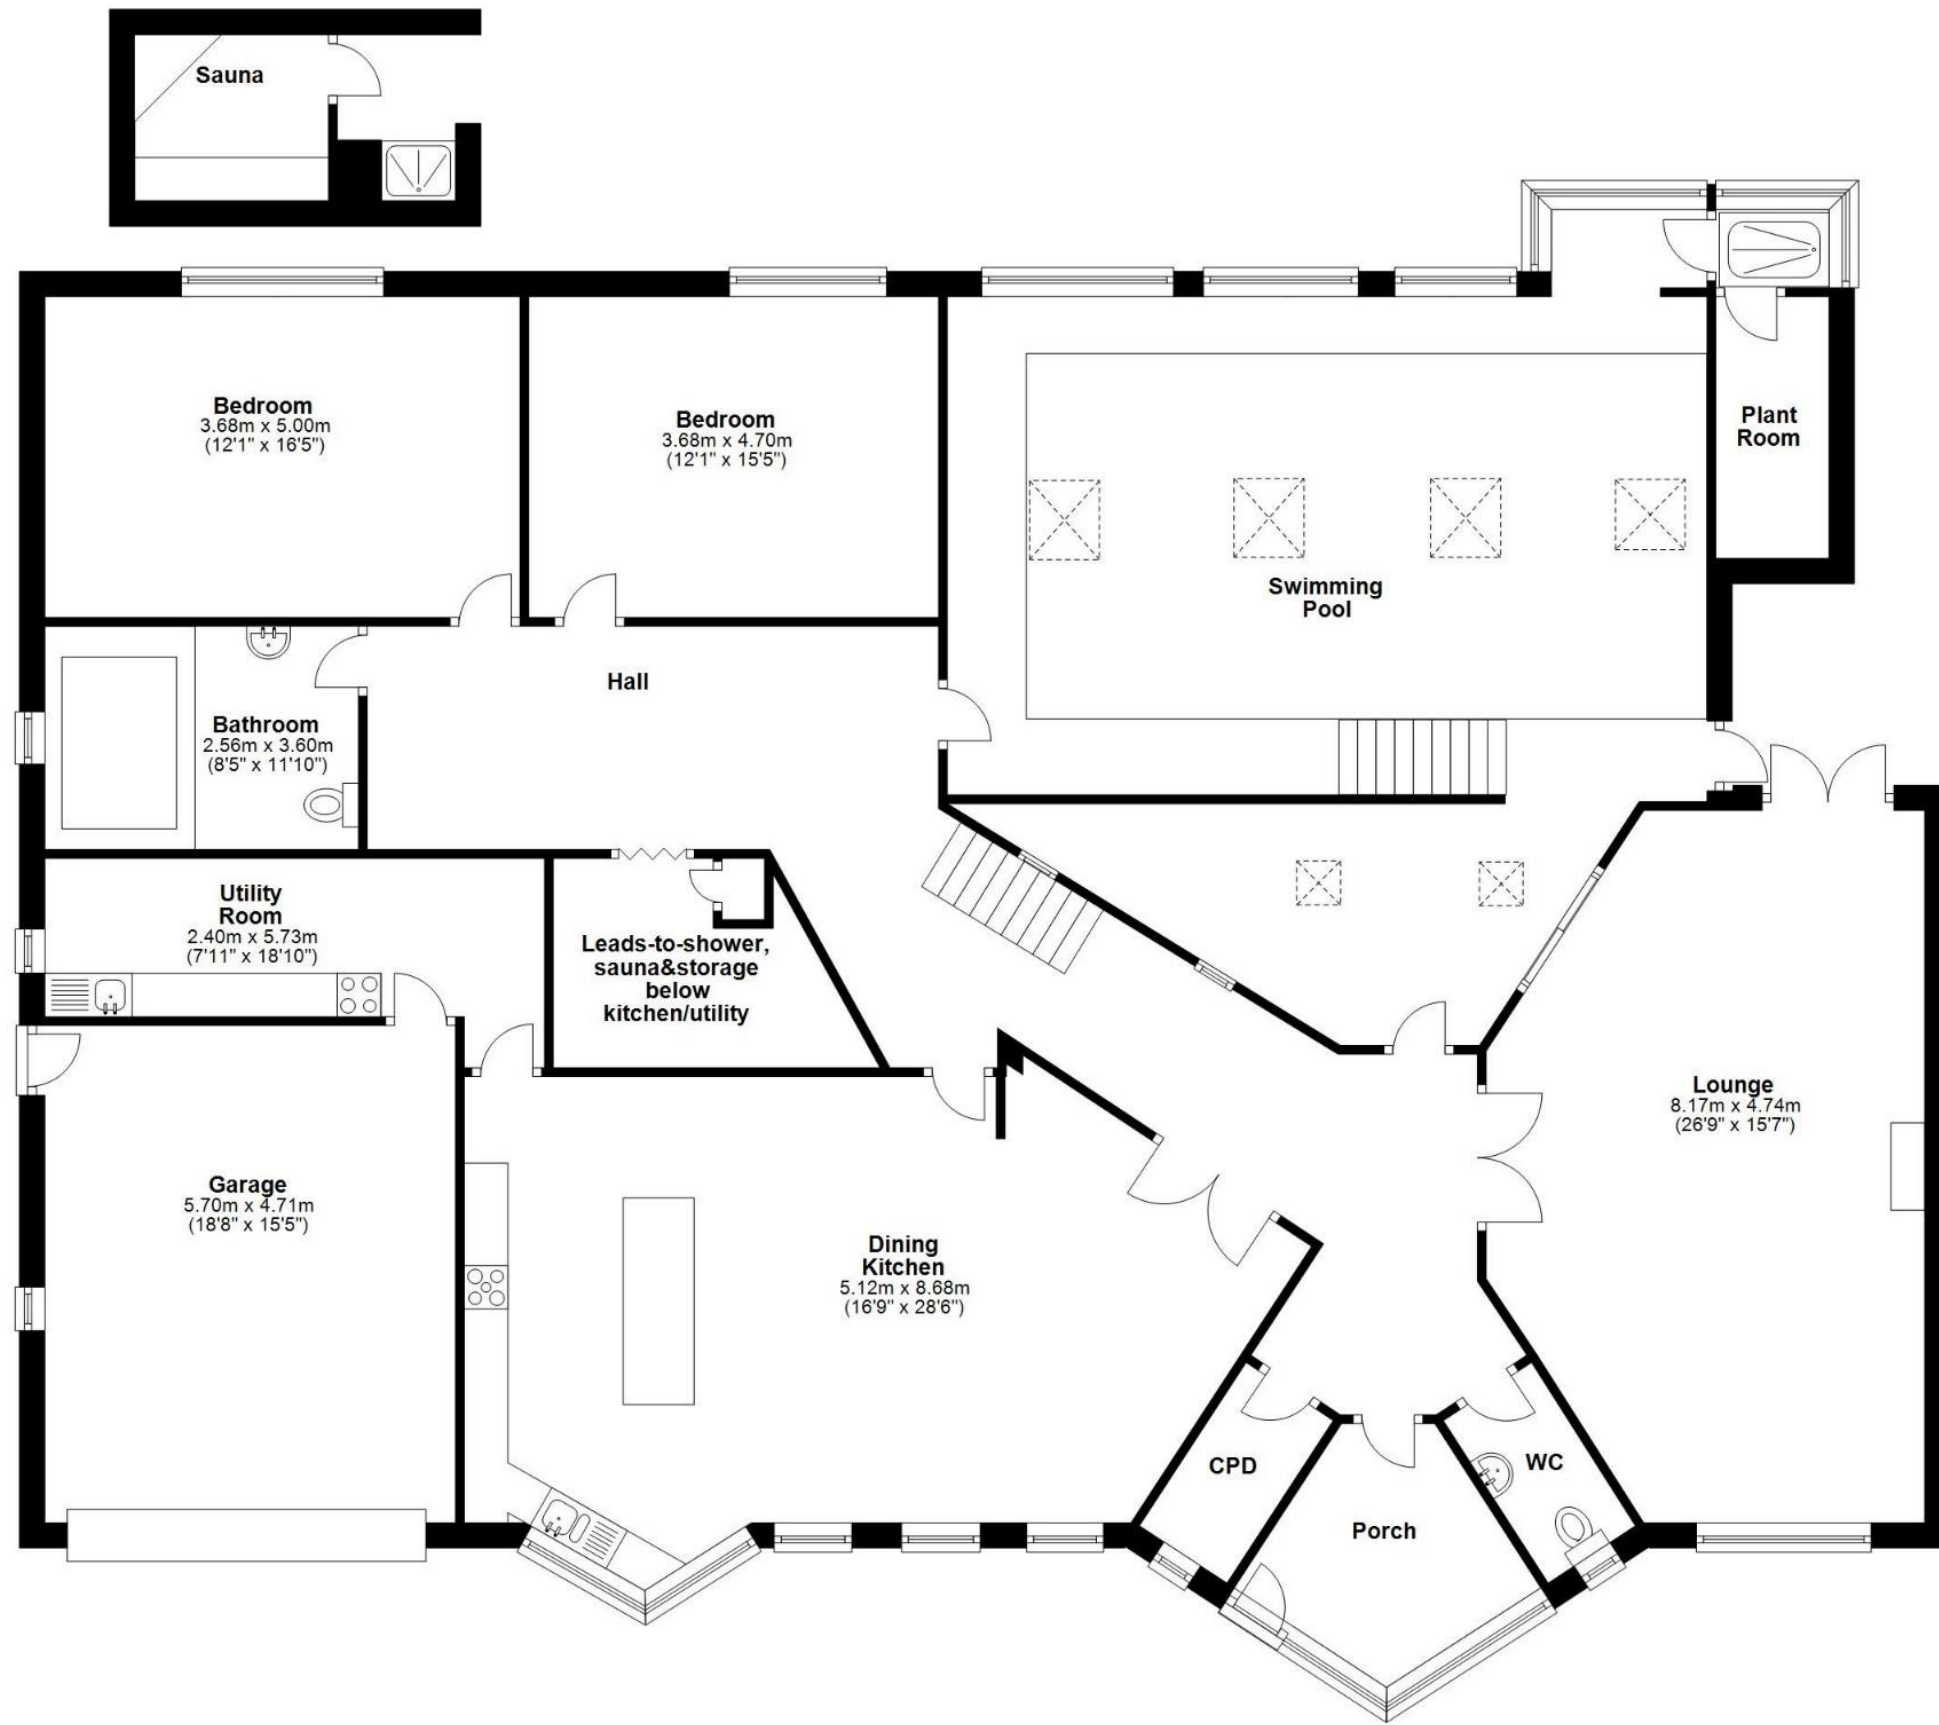 Sauna
Bedroom
3.68m x 5.00m
(12'1" x 16'5")
Bedroom
3.68m x 4.70m
(12'1" x 15'5")
Plant
Room
Swimming
Pool
Hall
Bathroom
2.56m x 3.60m
(8'5" x 11'10")
Utility
Room
2.40m x 5.73m
(7'11" x 18'10")
Leads-to-shower,
sauna&storage
below
kitchen/utility
Lounge
8.17m x 4.74m
(26'9" x 15'7")
Garage
5.70m x 4.71m
(18'8" x 15'5")
Dining
Kitchen
5.12m x 8.68m
(16'9" x 28'6")
CPD
WC
Porch